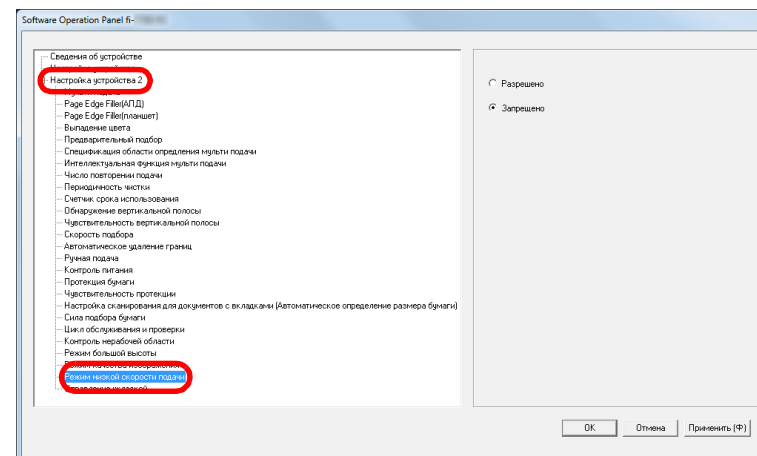 Software Operation Panel fi-
Сведения об устройстве
Настройка устройства 2
Page Edge Filler(АПД)
Page Edge Filler(планшет)
Выпадение цвета
Предварительный подбор
Спецификация области опредления мульти подачи
Интеллектуальная функция мульти подачи
Число повторении подачи
Периодичность чистки
Счетчик срока использования
Обнаружение вертикальной полосы
Чувствительность вертикальной полосы
Скорость подбора
Автоматическое удаление границ
Ручная подача
Контроль питания
Протекция бумаги
Чувствительность протекции
Настройка сканирования для документов с вкладками (Автоматическое определение размера бумаги)
Сила подбора бумаги
Цикл обслуживания и проверки
Контроль нерабочей области
Режим большой высоты
Режим качества изображения
Режим низкой скорости подачи
Разрешено
Запрещено
OK
Отмена
Применить (Ф)